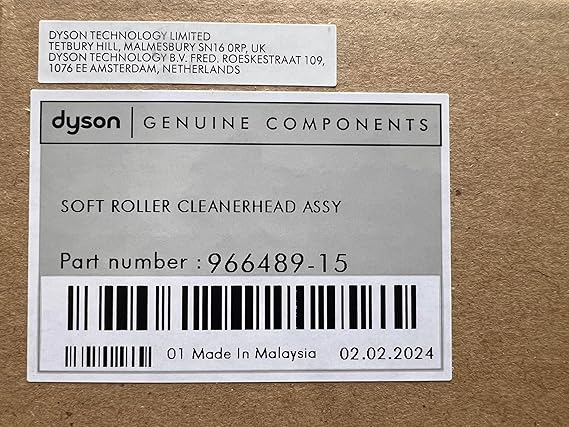 DYSON TECHNOLOGY LIMITED
TETBURY HILL, MALMESBURY SN16 0RP, UK
DYSON TECHNOLOGY B.V. FRED. ROESKESTRAAT 109,
1076 EE AMSTERDAM, NETHERLANDS
dyson | GENUINE COMPONENTS
SOFT ROLLER CLEANERHEAD ASSY
Part number : 966489-15
01 Made In Malaysia 02.02.2024